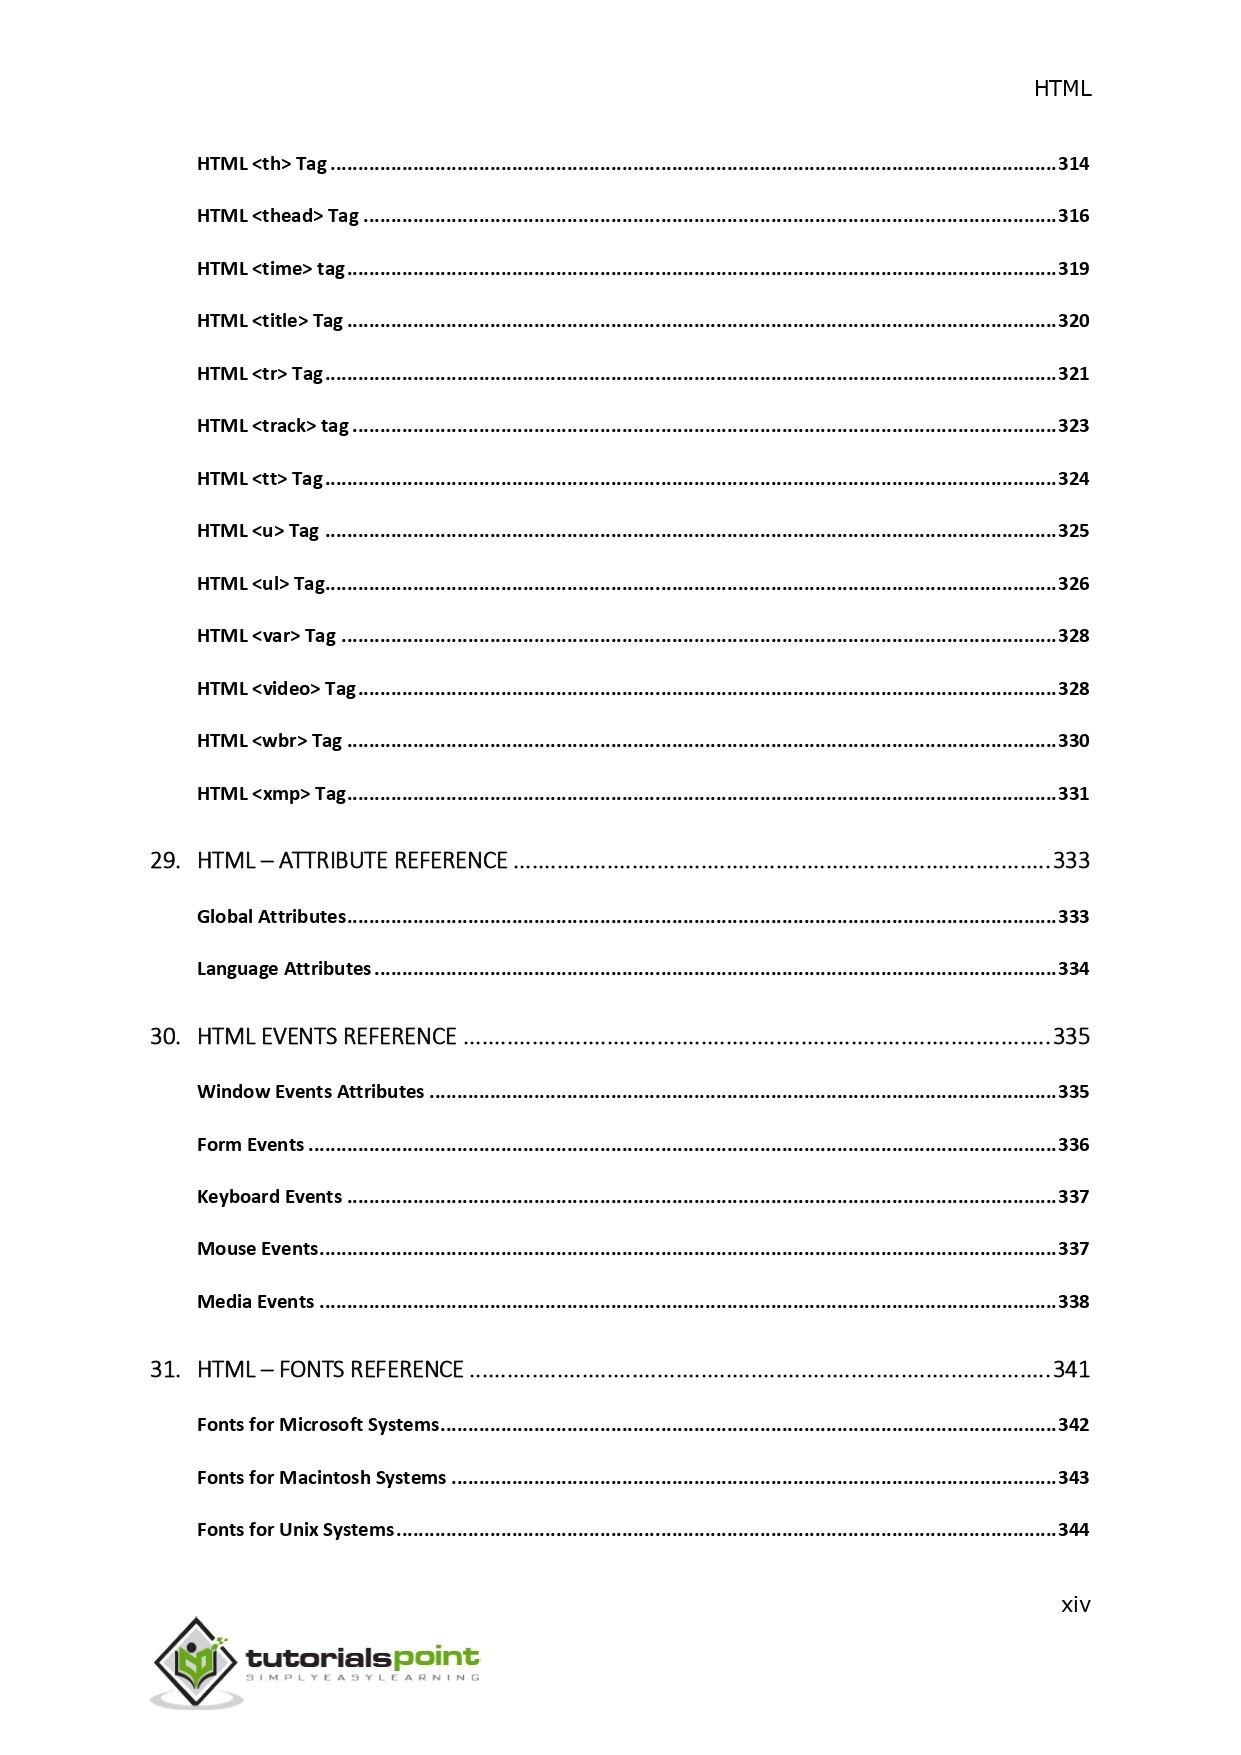 HTML
HTML <th> Tag ........................................................................................................................................ 314
HTML <thead> Tag ........................................................................................................................................ 316
HTML <time> tag ........................................................................................................................................ 319
HTML <title> Tag ........................................................................................................................................ 320
HTML <tr> Tag ........................................................................................................................................ 321
HTML <track> tag ........................................................................................................................................ 323
HTML <tt> Tag ........................................................................................................................................ 324
HTML <u> Tag ........................................................................................................................................ 325
HTML <ul> Tag ........................................................................................................................................ 326
HTML <var> Tag ........................................................................................................................................ 328
HTML <video> Tag ........................................................................................................................................ 328
HTML <wbr> Tag ........................................................................................................................................ 330
HTML <xmp> Tag ........................................................................................................................................ 331
29. HTML – ATTRIBUTE REFERENCE ........................................................................................ 333
Global Attributes ........................................................................................................................................ 333
Language Attributes ........................................................................................................................................ 334
30. HTML EVENTS REFERENCE ........................................................................................ 335
Window Events Attributes ........................................................................................................................ 335
Form Events ........................................................................................................................................ 336
Keyboard Events ........................................................................................................................................ 337
Mouse Events ........................................................................................................................................ 337
Media Events ........................................................................................................................................ 338
31. HTML – FONTS REFERENCE ........................................................................................ 341
Fonts for Microsoft Systems ........................................................................................................................ 342
Fonts for Macintosh Systems ........................................................................................................................ 343
Fonts for Unix Systems ........................................................................................................................ 344
xiv
tutorialspoint
SIMPLYEASYLEARNING